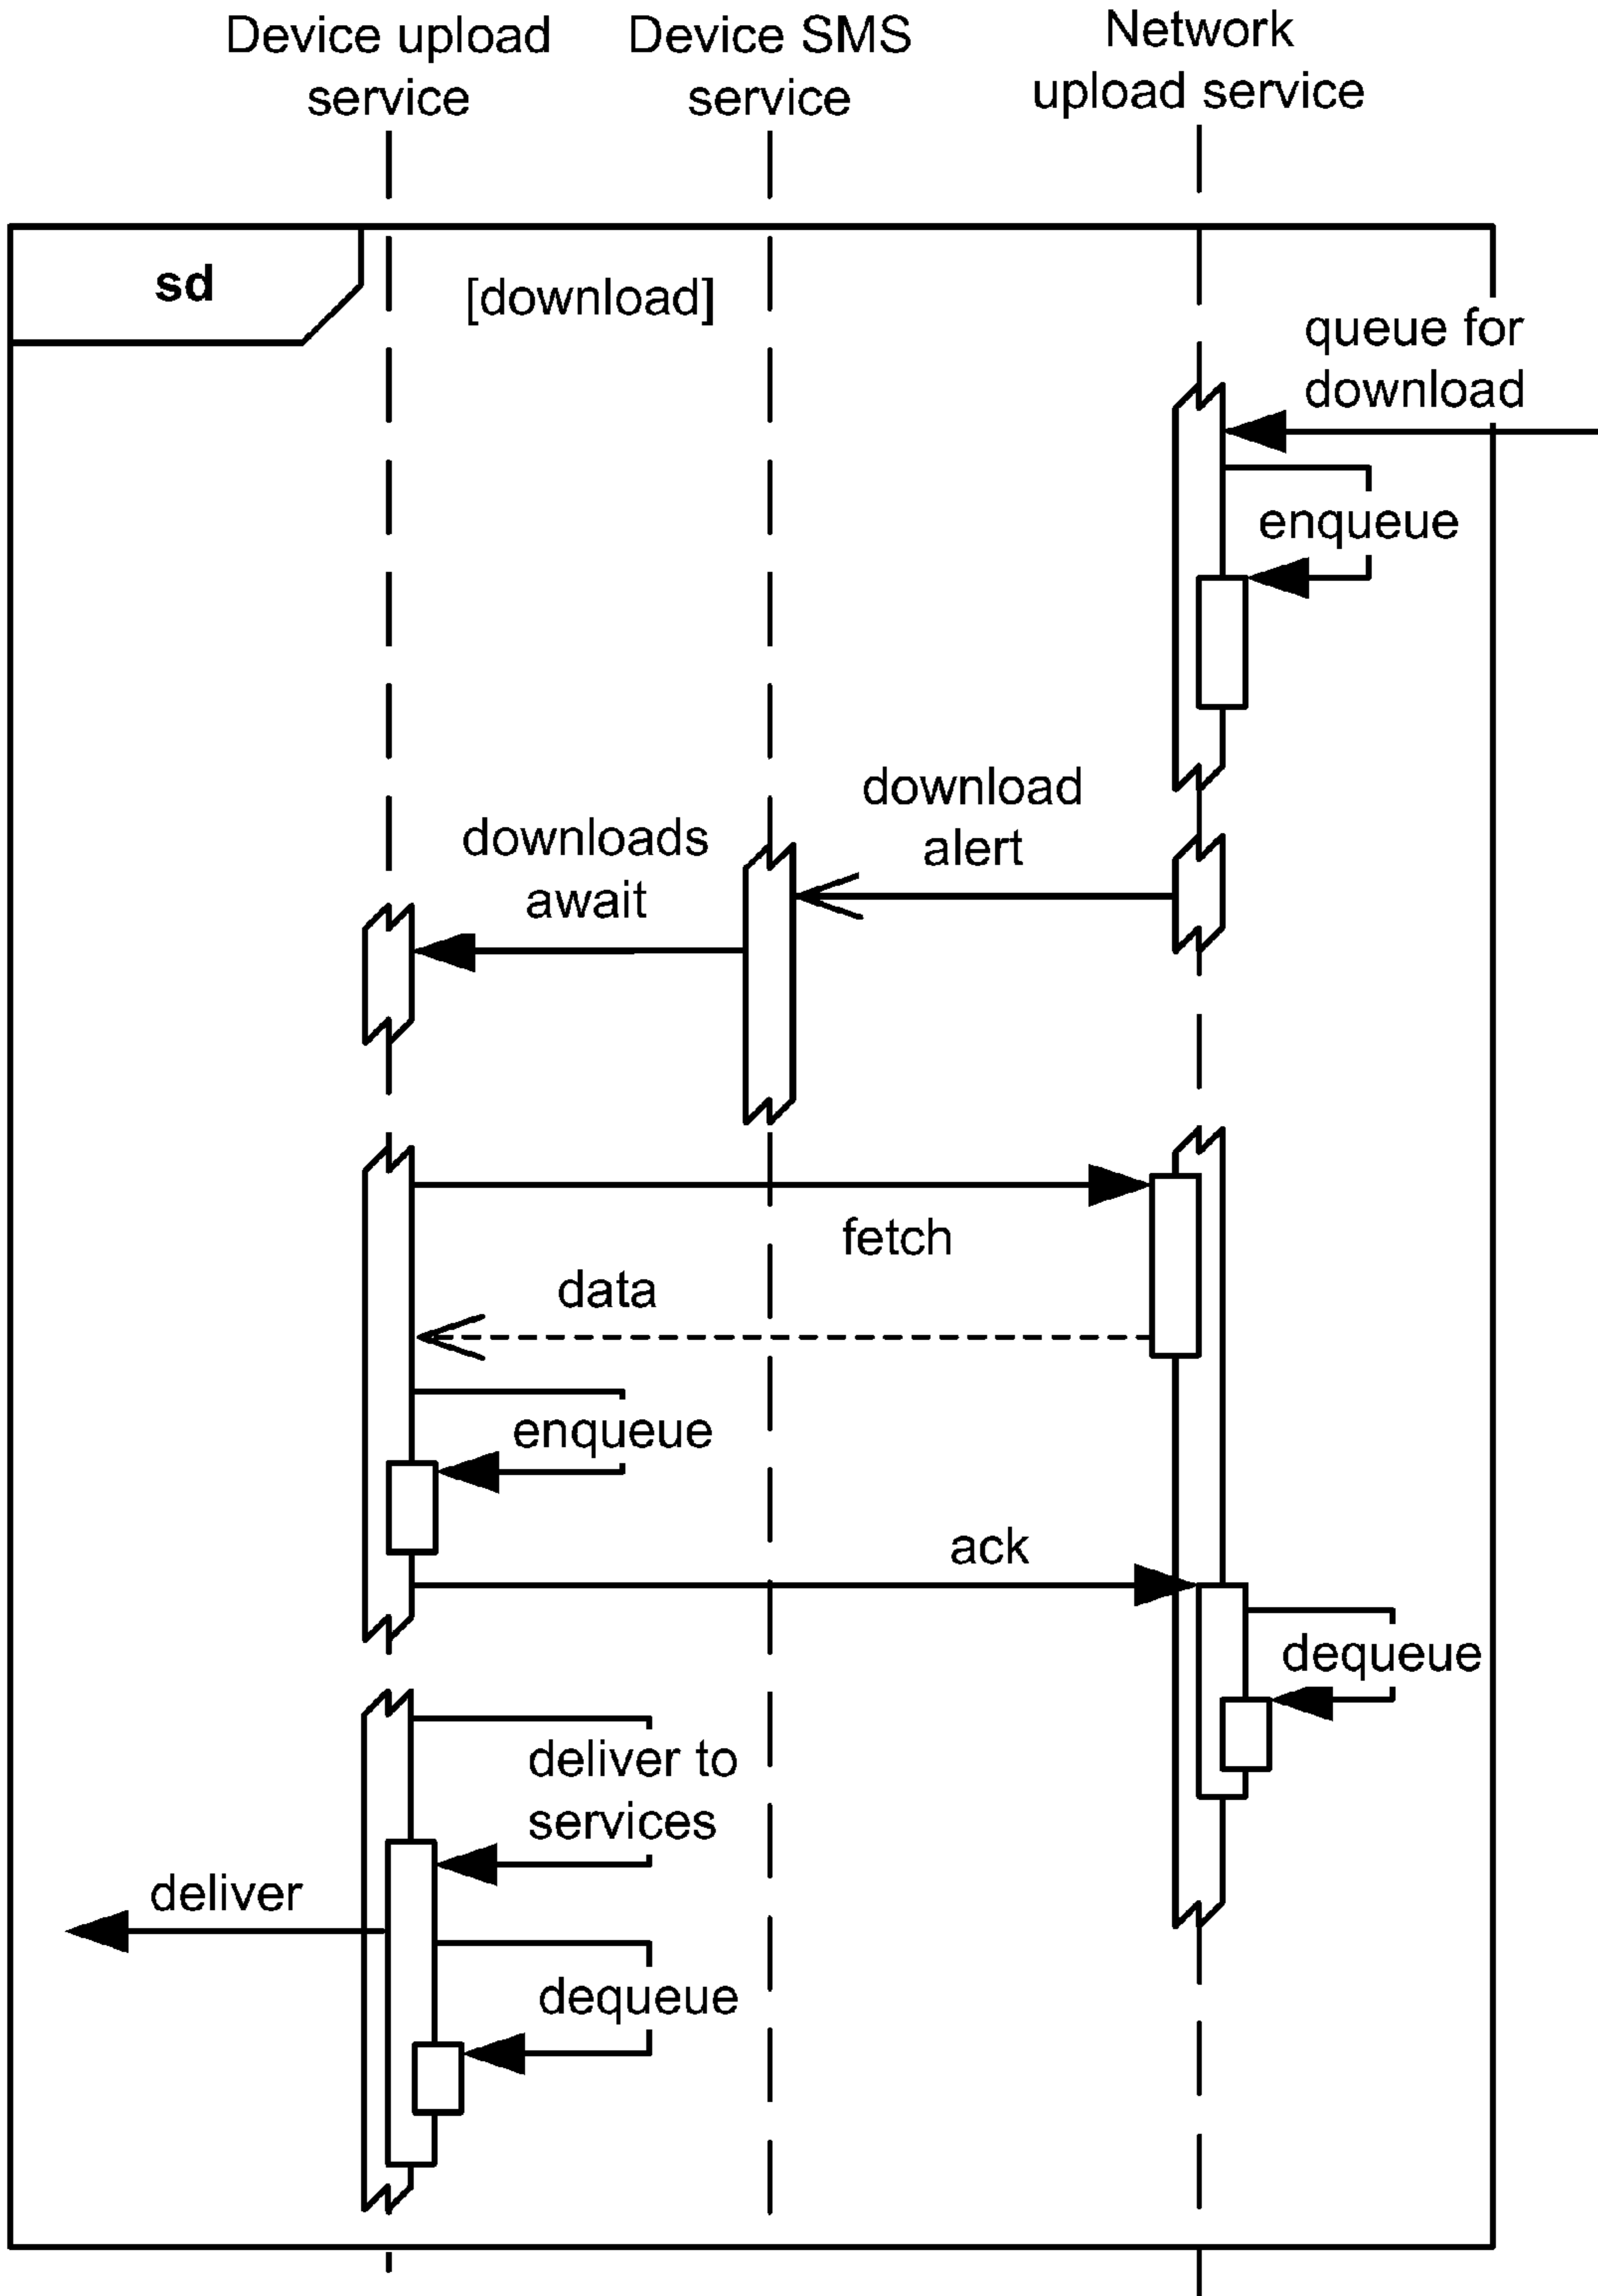 Device upload
service
Device SMS
service
Network
upload service
sd
[download]
queue for
download
enqueue
download
alert
downloads
await
fetch
data
enqueue
ack
dequeue
deliver to
services
deliver
dequeue